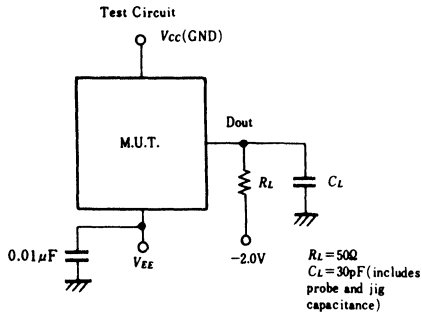 Test Circuit
Vcc(GND)
M.U.T.
Dout
RL
CL
0.01μF
VEE
-2.0V
RL=50Ω
CL=30pF(includes
probe and jig
capacitance)